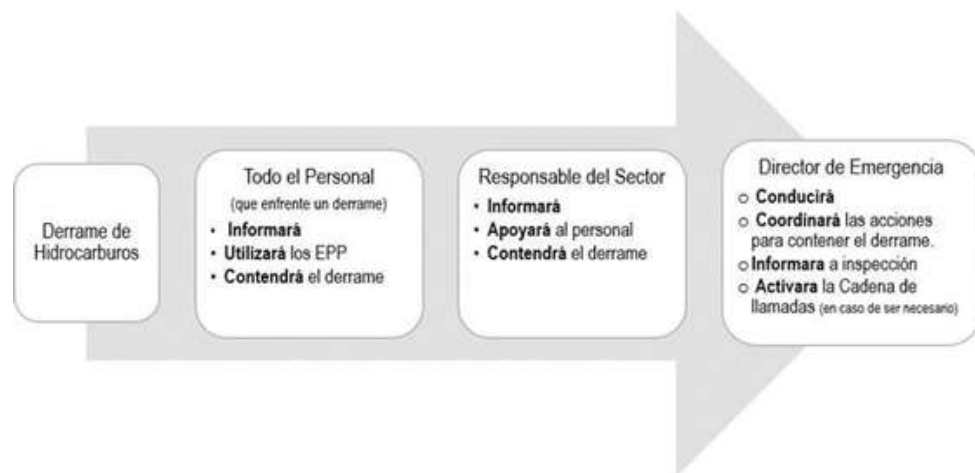 Derrame de
Hidrocarburos
Todo el Personal
(que enfrente un derrame)
• Informará
• Utilizará los EPP
• Contendrá el derrame
Responsable del Sector
• Informará
• Apoyará al personal
• Contendrá el derrame
Director de Emergencia
o Conducirá
o Coordinará las acciones
para contener el derrame.
o Informara a inspección
o Activara la Cadena de
llamadas (en caso de ser necesario)